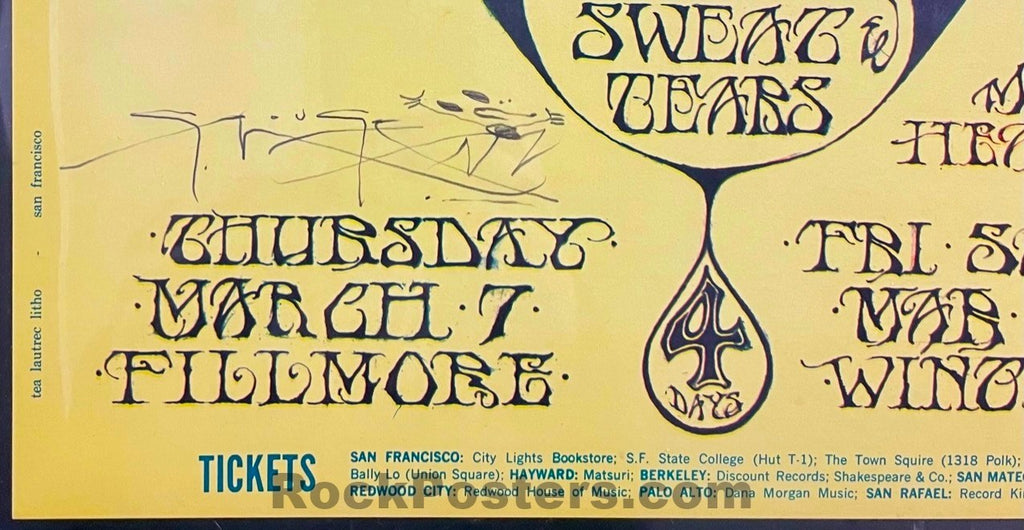 SWEAT &
TEARS
THURSDAY
·MARCH·7·
·FILLMORE·
FRI·S
MAR·
WINT
4
DAYS
TICKETS
SAN FRANCISCO: City Lights Bookstore; S.F. State College (Hut T-1); The Town Squire (1318 Polk);
Bally Lo (Union Square); HAYWARD: Matsuri; BERKELEY: Discount Records; Shakespeare & Co.; SAN MATE
REDWOOD CITY: Redwood House of Music; PALO ALTO: Dana Morgan Music; SAN RAFAEL: Record Ki
tea lautrec litho - san francisco
RockPosters.com